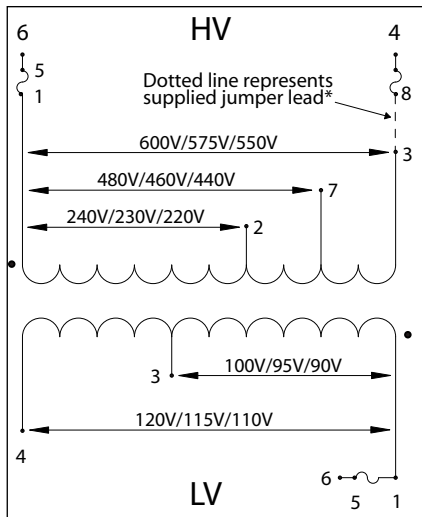 HV
6
4
5
1
8
Dotted line represents
supplied jumper lead*
600V/575V/550V
3
480V/460V/440V
7
240V/230V/220V
2
3
100V/95V/90V
120V/115V/110V
4
6
5
1
LV